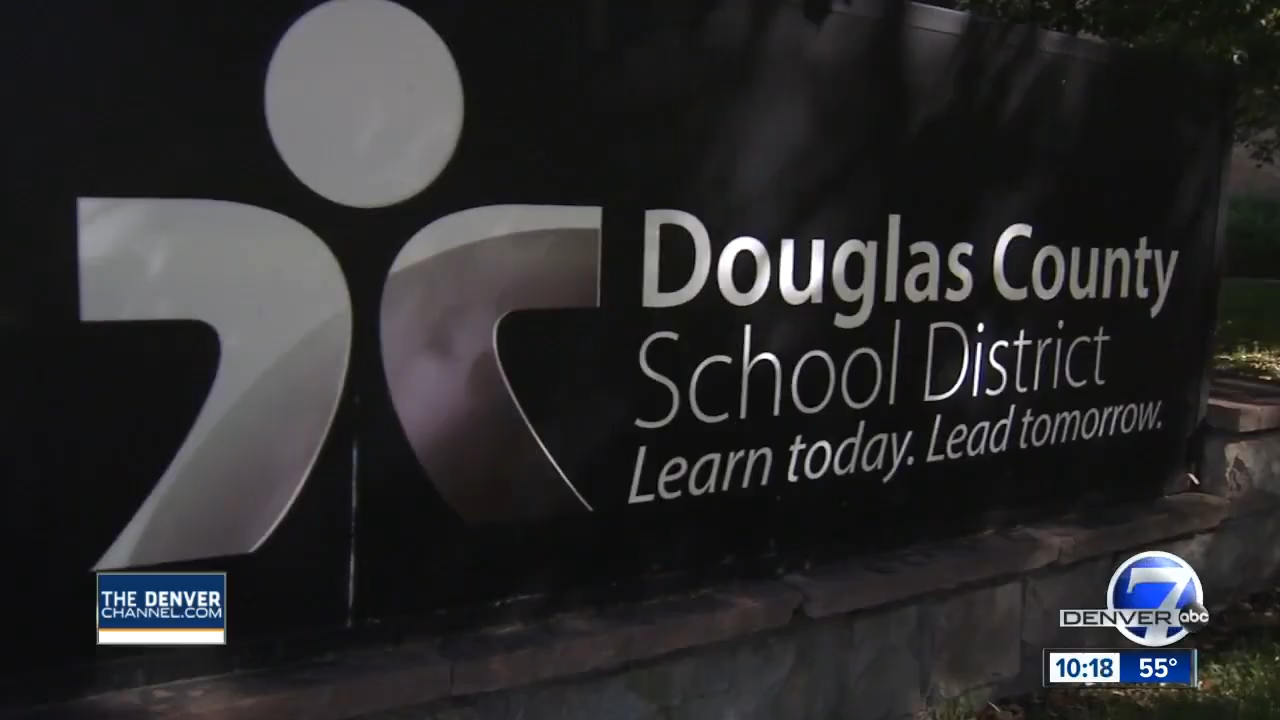 Douglas County
School District
Learn today. Lead tomorrow.
THE DENVER
CHANNEL.COM
7
DENVER abc
10:18 55°